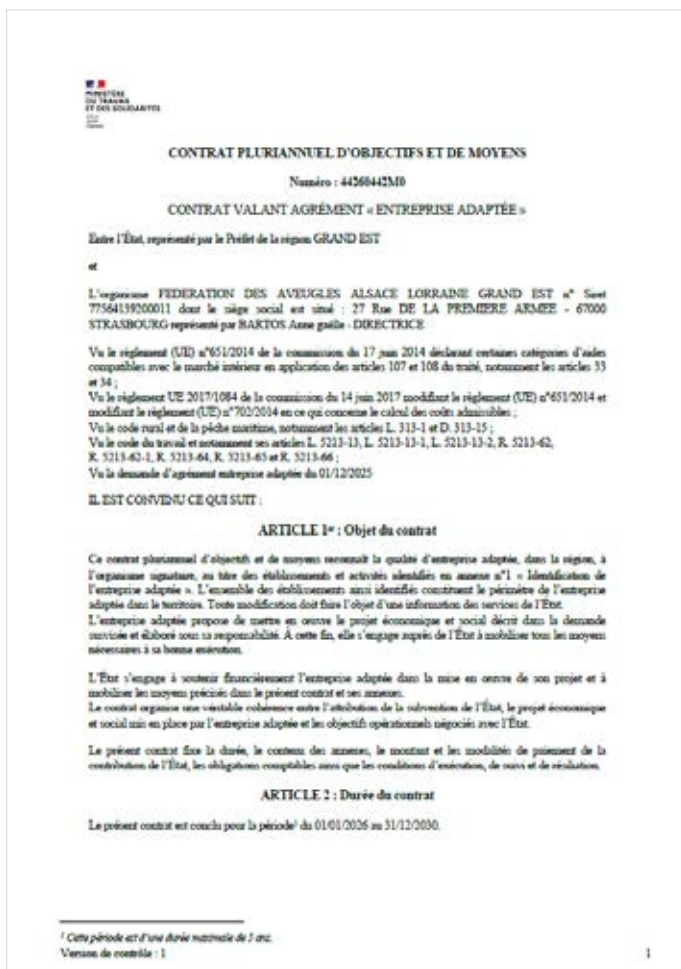 MINISTÈRE
DU TRAVAIL
ET DES SOLIDARITÉS
CONTRAT PLURIANNUEL D'OBJECTIFS ET DE MOYENS
Numéro : 44260442M0
CONTRAT VALANT AGRÉMENT « ENTREPRISE ADAPTÉE »
Entre l'État, représenté par le Préfet de la région GRAND EST
et
L'organisme FEDERATION DES AVEUGLES ALSACE LORRAINE GRAND EST n° Siret
77564139200011 dont le siège social est situé : 27 Rue DE LA PREMIERE ARMEE - 67000
STRASBOURG représenté par BARTOS Anne gaëlle - DIRECTRICE
Vu le règlement (UE) n°651/2014 de la commission du 17 juin 2014 déclarant certaines catégories d'aides
compatibles avec le marché intérieur en application des articles 107 et 108 du traité, notamment les articles 33
et 34 ;
Vu le règlement UE 2017/1084 de la commission du 14 juin 2017 modifiant le règlement (UE) n°651/2014 et
modifiant le règlement (UE) n°702/2014 en ce qui concerne le calcul des coûts admissibles ;
Vu le code rural et de la pêche maritime, notamment les articles L. 313-1 et D. 313-15 ;
Vu le code du travail et notamment ses articles L. 5213-13, L. 5213-13-1, L. 5213-13-2, R. 5213-62,
R. 5213-62-1, R. 5213-64, R. 5213-65 et R. 5213-66 ;
Vu la demande d'agrément entreprise adaptée du 01/12/2025
IL EST CONVENU CE QUI SUIT :
ARTICLE 1er : Objet du contrat
Ce contrat pluriannuel d'objectifs et de moyens reconnaît la qualité d'entreprise adaptée, dans la région, à
l'organisme signature, au titre des établissements et activités identifiés en annexe n°1 « Identification de
l'entreprise adaptée ». L'ensemble des établissements ainsi identifiés constituent le périmètre de l'entreprise
adaptée dans le territoire. Toute modification doit faire l'objet d'une information des services de l'État.
L'entreprise adaptée propose de mettre en œuvre le projet économique et social décrit dans la demande
susvisée et élaboré sous sa responsabilité. À cette fin, elle s'engage auprès de l'État à mobiliser tous les moyens
nécessaires à sa bonne exécution.
L'État s'engage à soutenir financièrement l'entreprise adaptée dans la mise en œuvre de son projet et à
mobiliser les moyens précisés dans le présent contrat et ses annexes.
Le contrat organise une véritable cohérence entre l'attribution de la subvention de l'État, le projet économique
et social mis en place par l'entreprise adaptée et les objectifs opérationnels négociés avec l'État.
Le présent contrat fixe la durée, le contenu des annexes, le montant et les modalités de paiement de la
contribution de l'État, les obligations comptables ainsi que les conditions d'exécution, de suivi et de résiliation.
ARTICLE 2 : Durée du contrat
Le présent contrat est conclu pour la période¹ du 01/01/2026 au 31/12/2030.
¹ Cette période est d'une durée maximale de 5 ans.
Version de contrôle : 1
1